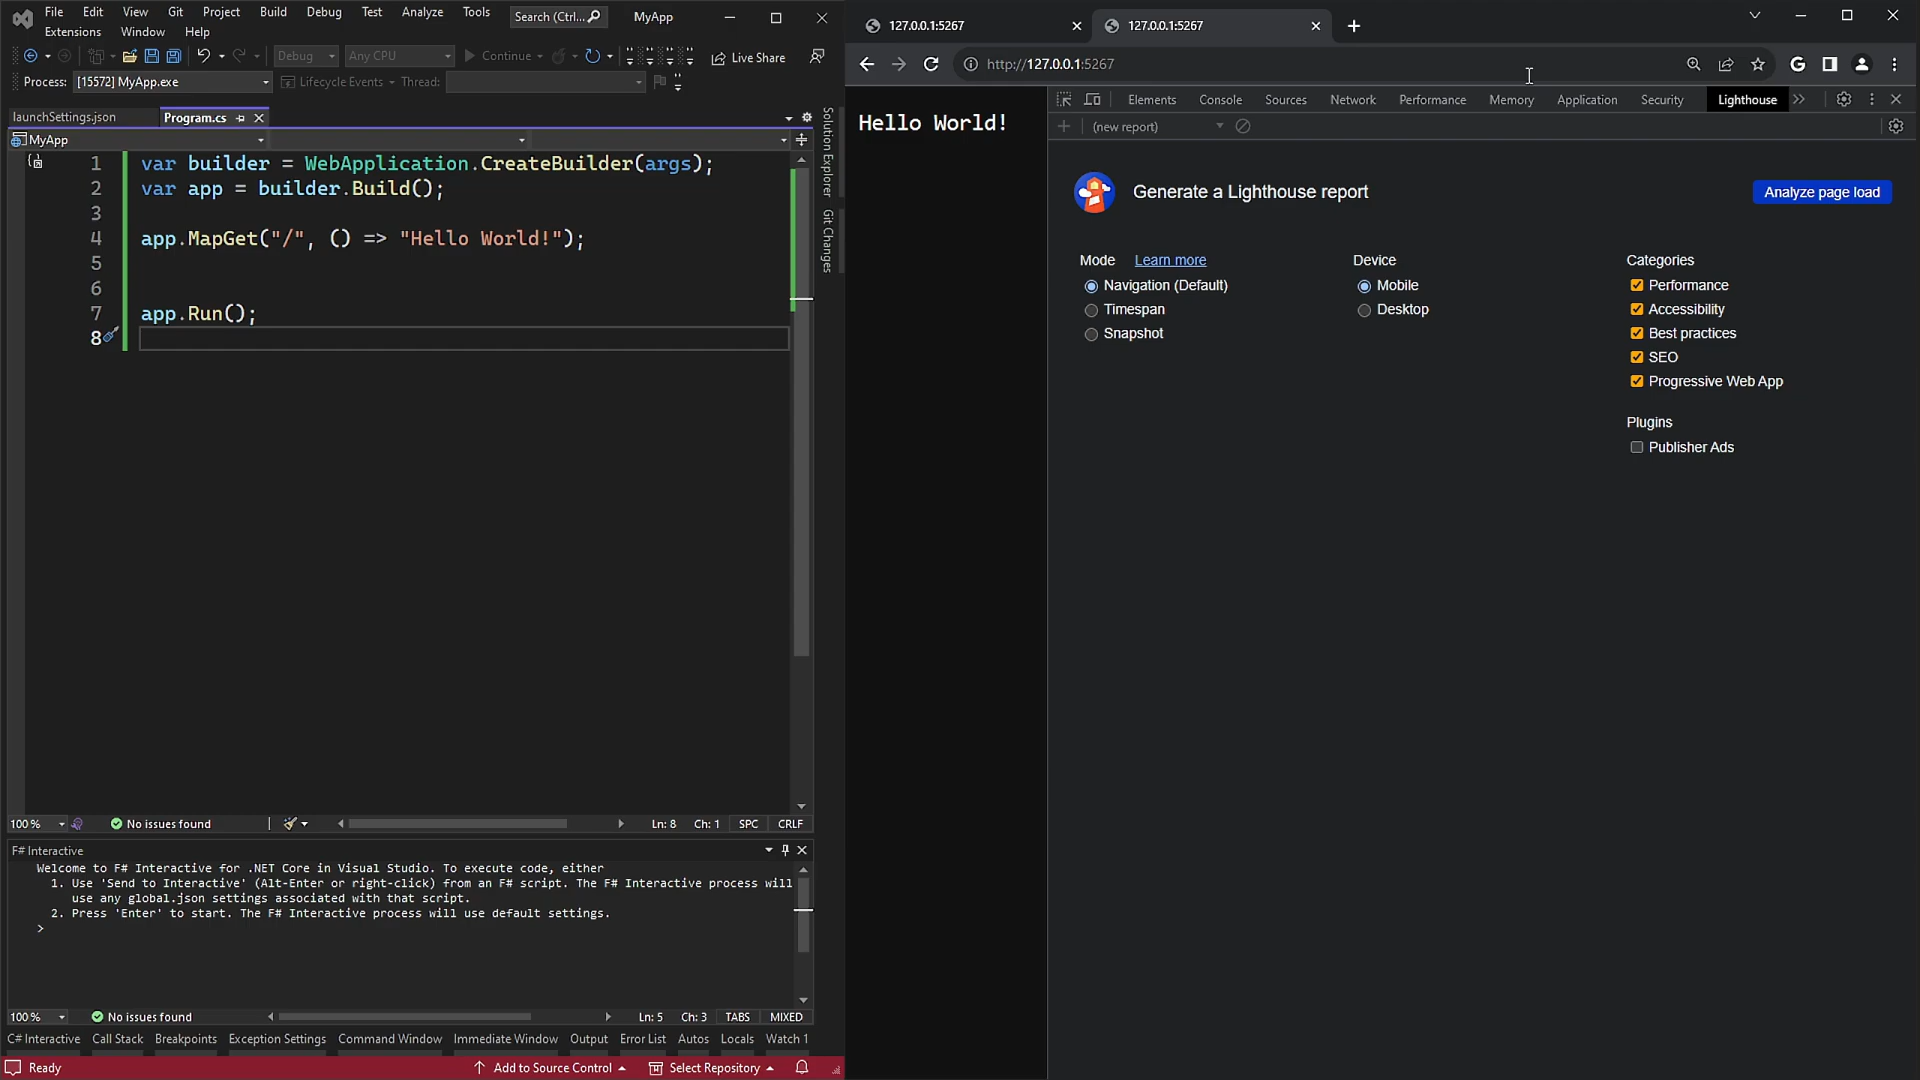 File Edit View Git Project Build Debug Test Analyze Tools Search (Ctrl... MyApp
Extensions Window Help
Debug Any CPU Continue Live Share
Process: [15572] MyApp.exe Lifecycle Events Thread:
launchSettings.json Program.cs
MyApp
1 var builder = WebApplication.CreateBuilder(args);
2 var app = builder.Build();
3
4 app.MapGet("/", () => "Hello World!");
5
6
7 app.Run();
8
Solution Explorer
Git Changes
100 % No issues found Ln: 8 Ch: 1 SPC CRLF
F# Interactive
Welcome to F# Interactive for .NET Core in Visual Studio. To execute code, either
1. Use 'Send to Interactive' (Alt-Enter or right-click) from an F# script. The F# Interactive process will
use any global.json settings associated with that script.
2. Press 'Enter' to start. The F# Interactive process will use default settings.
>
100 % No issues found Ln: 5 Ch: 3 TABS MIXED
C# Interactive Call Stack Breakpoints Exception Settings Command Window Immediate Window Output Error List Autos Locals Watch 1
Ready Add to Source Control Select Repository
127.0.0.1:5267 127.0.0.1:5267
http://127.0.0.1:5267
Hello World!
Elements Console Sources Network Performance Memory Application Security Lighthouse
(new report)
Generate a Lighthouse report Analyze page load
Mode Learn more
Navigation (Default)
Timespan
Snapshot
Device
Mobile
Desktop
Categories
Performance
Accessibility
Best practices
SEO
Progressive Web App
Plugins
Publisher Ads